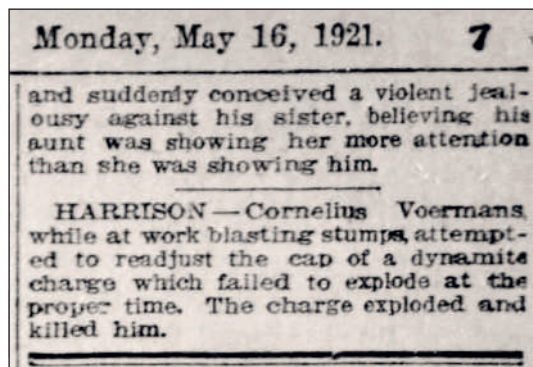 Monday, May 16, 1921. 7
and suddenly conceived a violent jeal-
ousy against his sister, believing his
aunt was showing her more attention
than she was showing him.
HARRISON — Cornelius Voermans,
while at work blasting stumps, attempt-
ed to readjust the cap of a dynamite
charge which failed to explode at the
proper time. The charge exploded and
killed him.